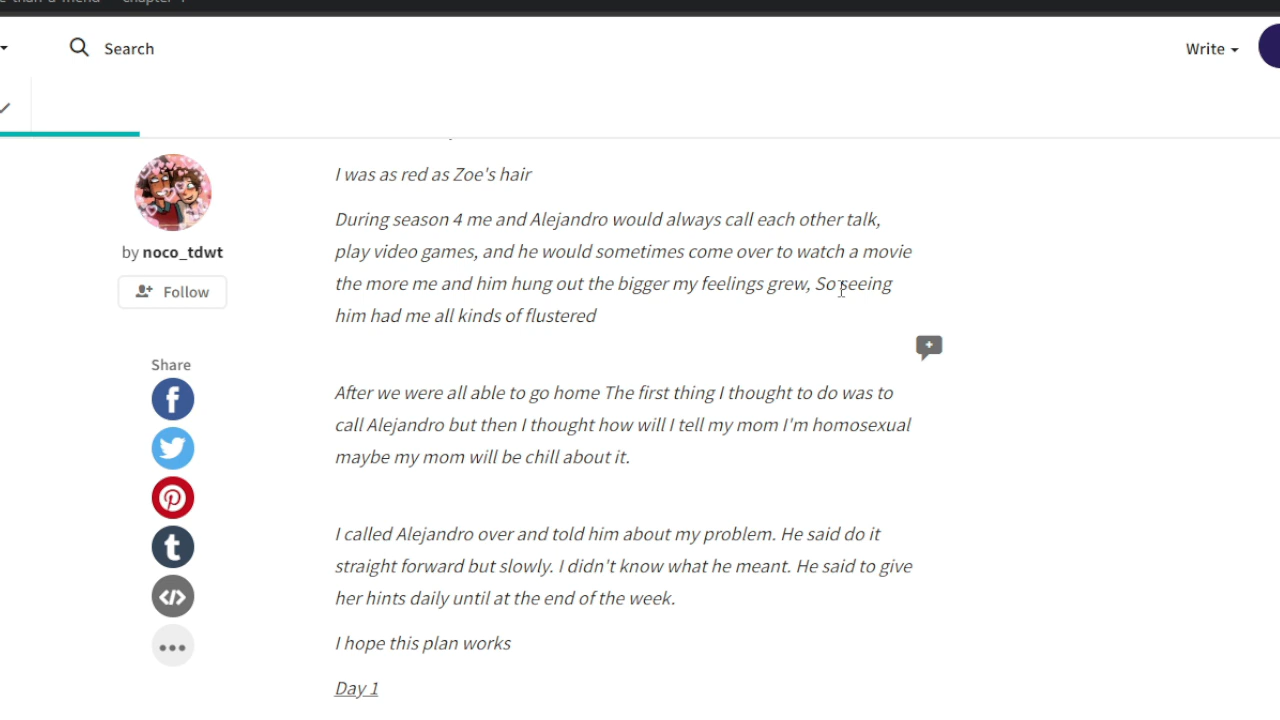 Search
Write
by noco_tdwt
Follow
Share
I was as red as Zoe's hair
During season 4 me and Alejandro would always call each other talk,
play video games, and he would sometimes come over to watch a movie
the more me and him hung out the bigger my feelings grew, So seeing
him had me all kinds of flustered
After we were all able to go home The first thing I thought to do was to
call Alejandro but then I thought how will I tell my mom I'm homosexual
maybe my mom will be chill about it.
I called Alejandro over and told him about my problem. He said do it
straight forward but slowly. I didn't know what he meant. He said to give
her hints daily until at the end of the week.
I hope this plan works
Day 1